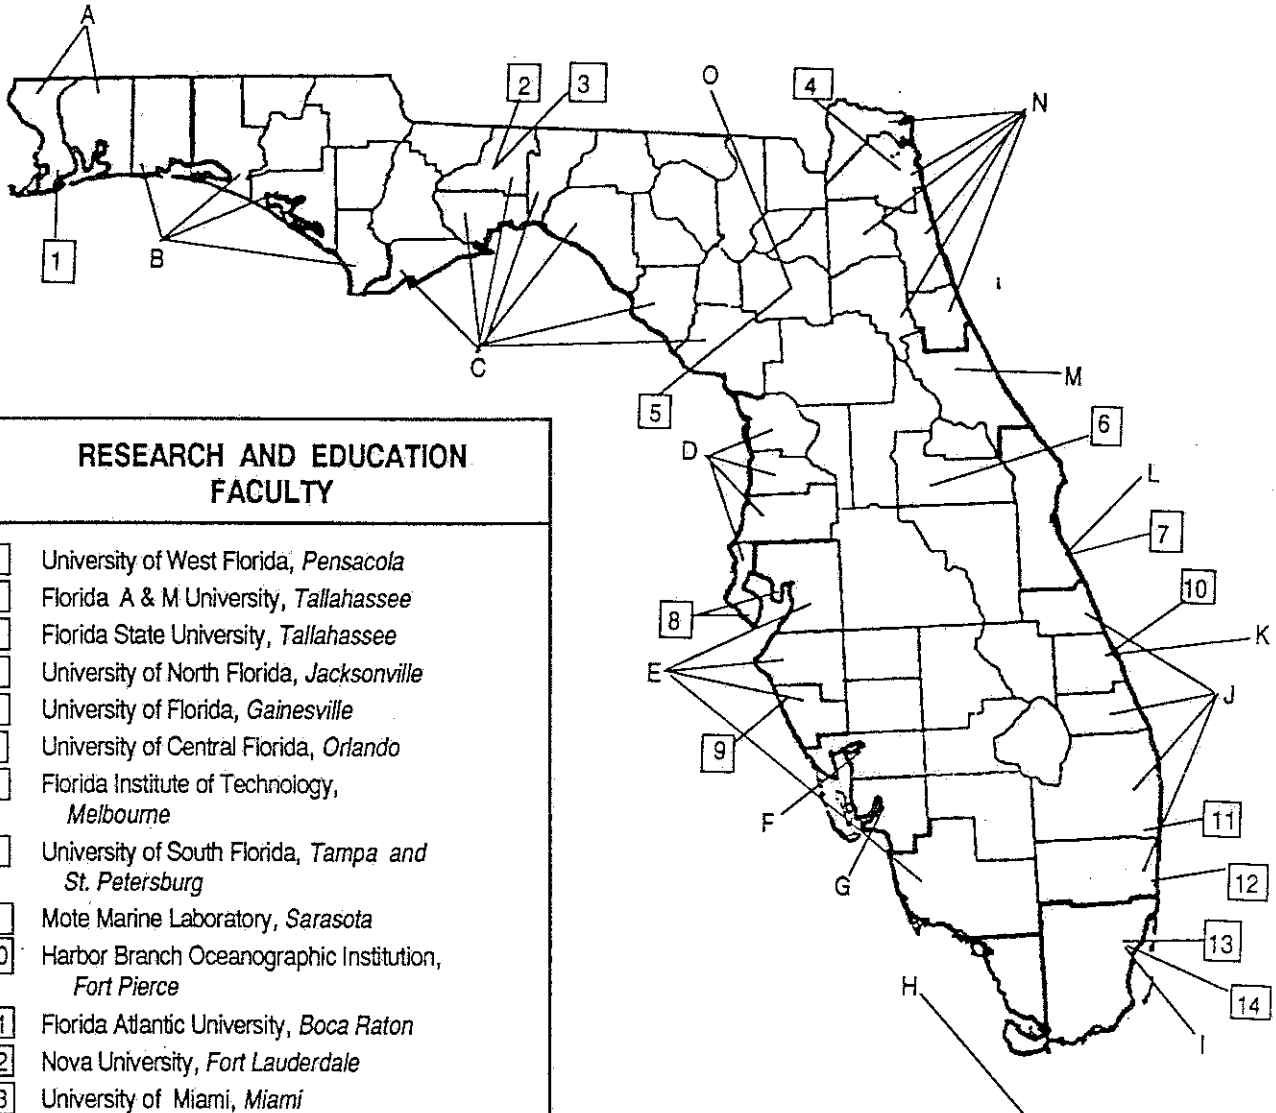 A
2
3
O
4
N
1
B
C
5
M
RESEARCH AND EDUCATION
FACULTY
D
6
L
7
University of West Florida, Pensacola
Florida A & M University, Tallahassee
Florida State University, Tallahassee
University of North Florida, Jacksonville
University of Florida, Gainesville
University of Central Florida, Orlando
Florida Institute of Technology,
Melbourne
University of South Florida, Tampa and
St. Petersburg
Mote Marine Laboratory, Sarasota
0 Harbor Branch Oceanographic Institution,
Fort Pierce
1 Florida Atlantic University, Boca Raton
2 Nova University, Fort Lauderdale
3 University of Miami, Miami
8
10
K
E
J
9
F
11
G
12
13
H
14
I